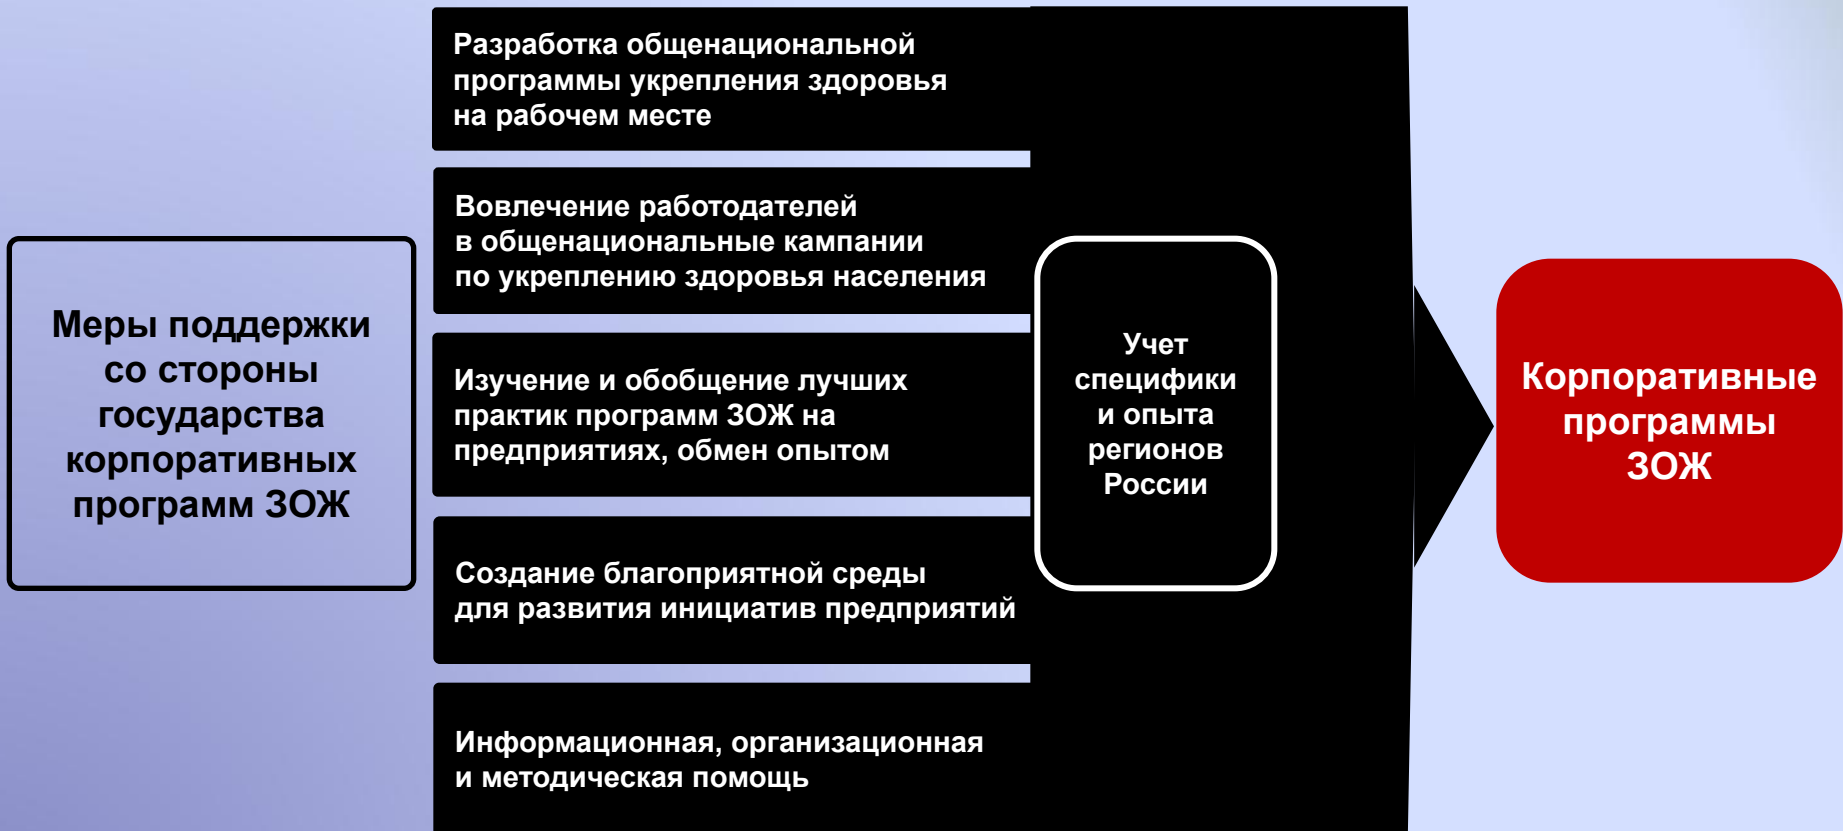 Меры поддержки
со стороны
государства
корпоративных
программ ЗОЖ
Разработка общенациональной
программы укрепления здоровья
на рабочем месте
Вовлечение работодателей
в общенациональные кампании
по укреплению здоровья населения
Изучение и обобщение лучших
практик программ ЗОЖ на
предприятиях, обмен опытом
Создание благоприятной среды
для развития инициатив предприятий
Информационная, организационная
и методическая помощь
Учет
специфики
и опыта
регионов
России
Корпоративные
программы
ЗОЖ